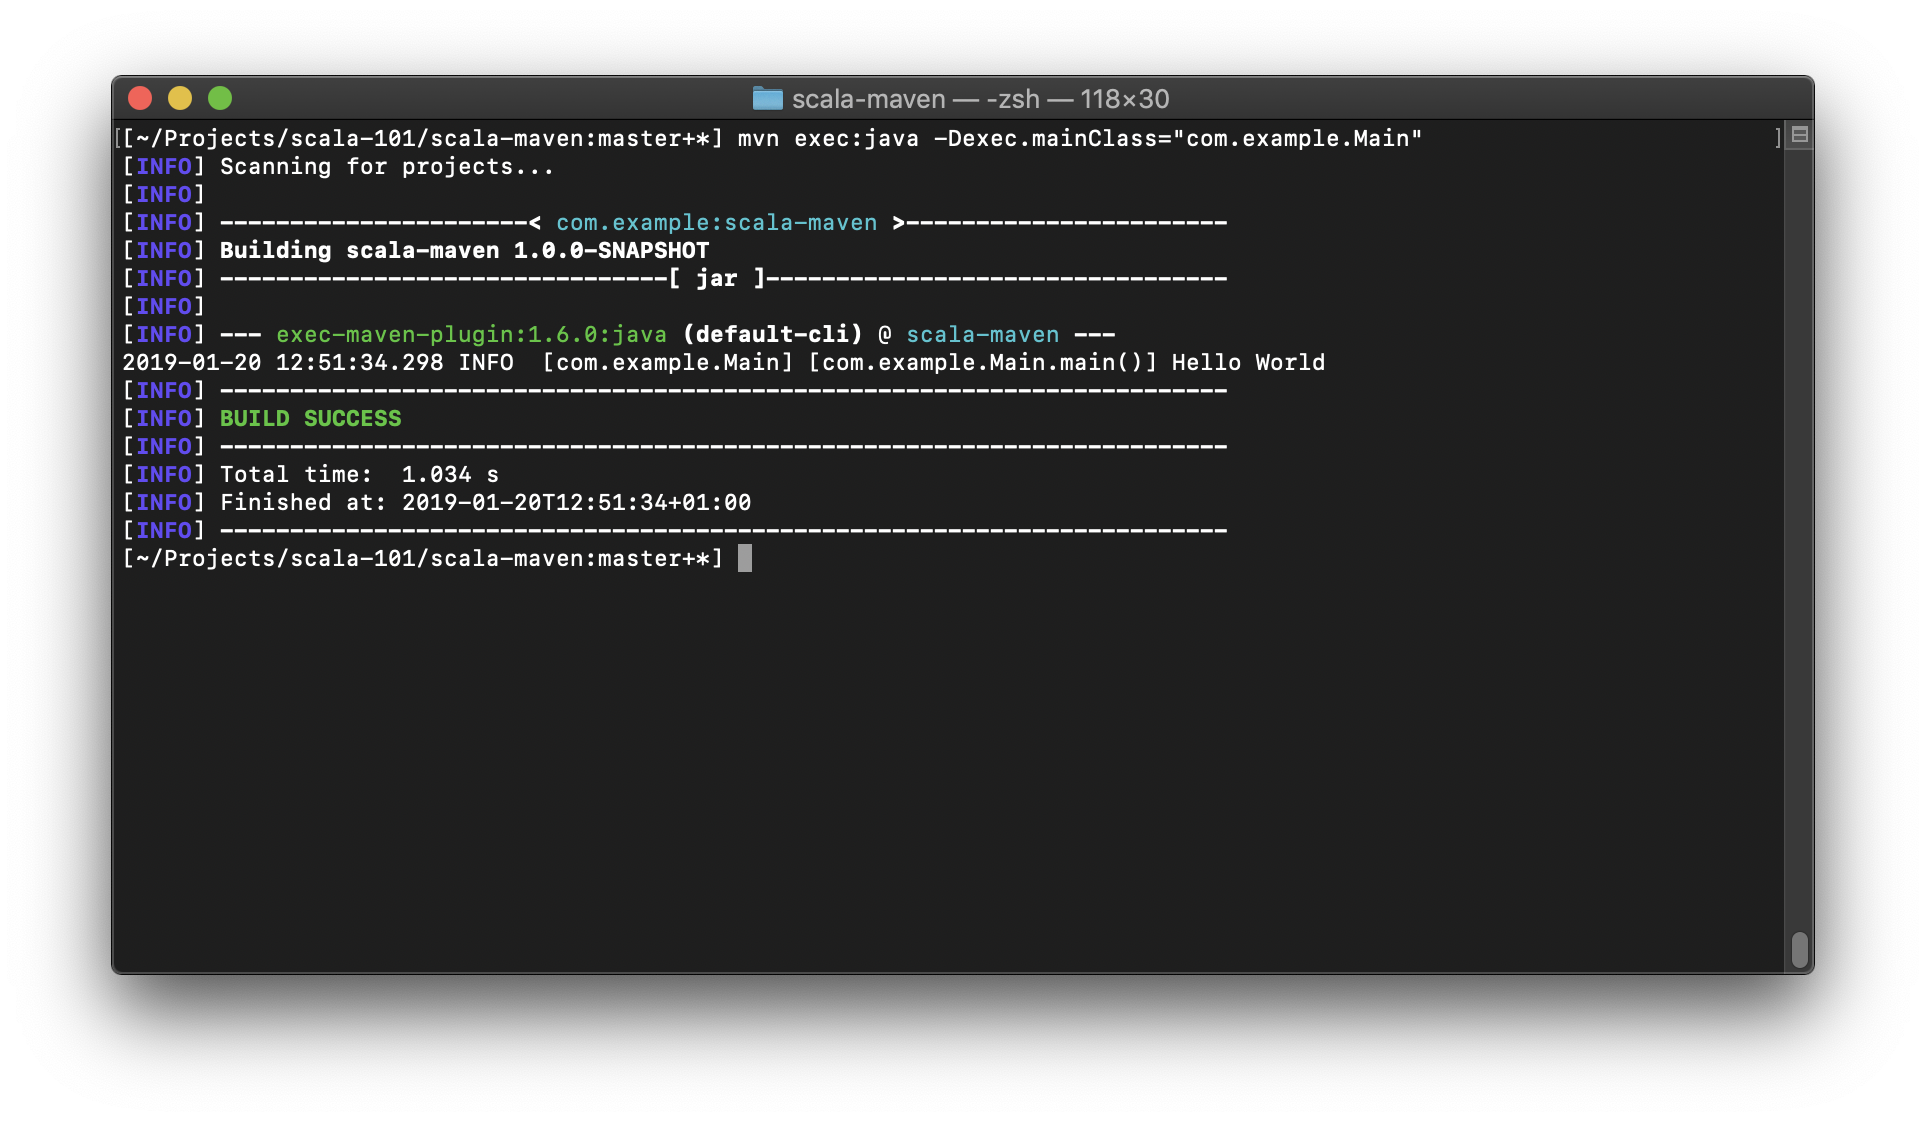 scala-maven — -zsh — 118×30
[[~/Projects/scala-101/scala-maven:master+*] mvn exec:java -Dexec.mainClass="com.example.Main" ]
[INFO] Scanning for projects...
[INFO]
[INFO] ----------------------< com.example:scala-maven >-----------------------
[INFO] Building scala-maven 1.0.0-SNAPSHOT
[INFO] --------------------------------[ jar ]---------------------------------
[INFO]
[INFO] --- exec-maven-plugin:1.6.0:java (default-cli) @ scala-maven ---
2019-01-20 12:51:34.298 INFO  [com.example.Main] [com.example.Main.main()] Hello World
[INFO] ------------------------------------------------------------------------
[INFO] BUILD SUCCESS
[INFO] ------------------------------------------------------------------------
[INFO] Total time:  1.034 s
[INFO] Finished at: 2019-01-20T12:51:34+01:00
[INFO] ------------------------------------------------------------------------
[~/Projects/scala-101/scala-maven:master+*]